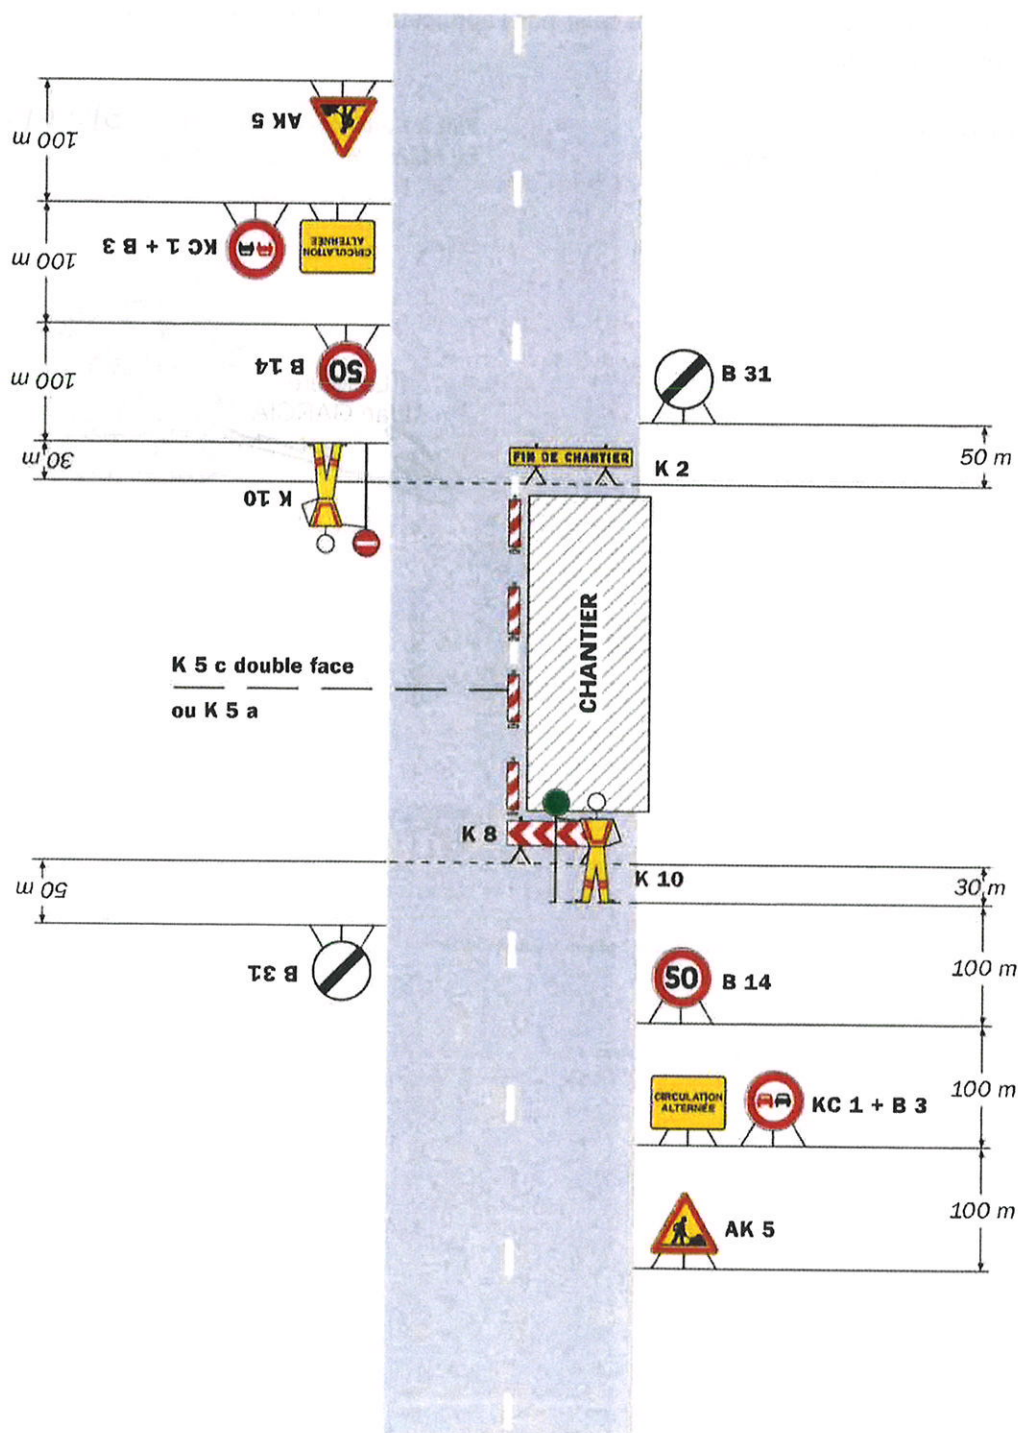 AK 5
100 m
KC 1 + B 3
CIRCULATION
ALTERNÉE
100 m
B 14
50
100 m
B 31
30 m
K 10
FIN DE CHANTIER
K 2
50 m
CHANTIER
K 5 c double face
ou K 5 a
K 8
K 10
30 m
50 m
B 31
50
B 14
100 m
CIRCULATION
ALTERNÉE
KC 1 + B 3
100 m
AK 5
100 m